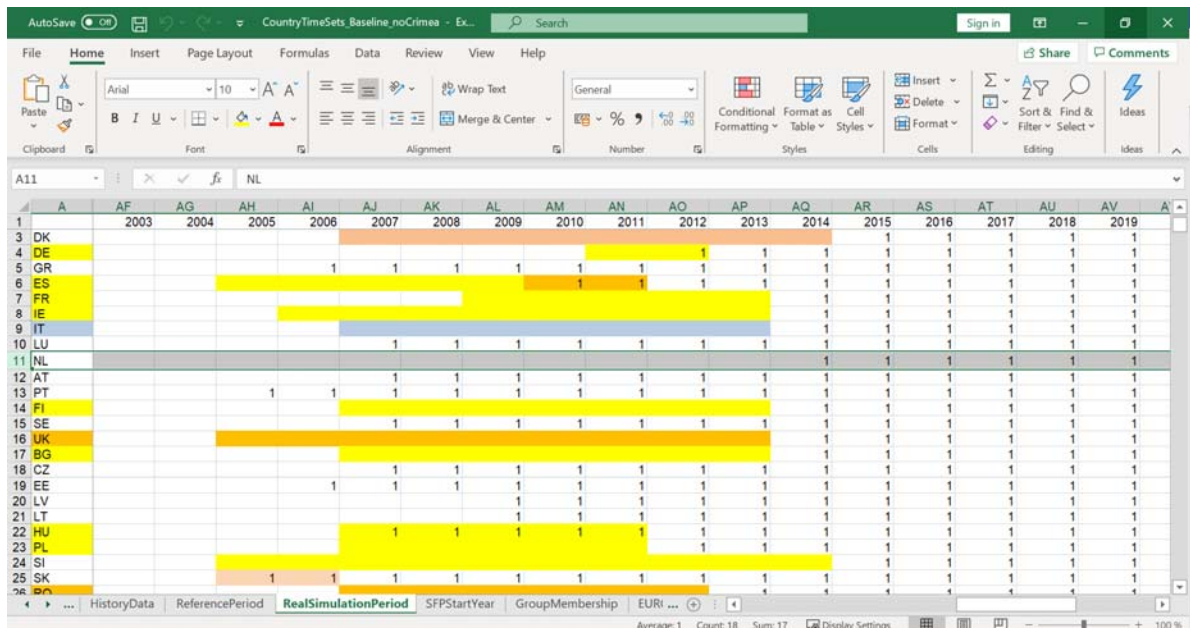 AutoSave Off CountryTimeSets_Baseline_noCrimea - Ex... Search Sign in
File Home Insert Page Layout Formulas Data Review View Help Share Comments
Paste Arial 10 A A Wrap Text General Conditional Formatting Format as Table Cell Styles Insert Delete Format Sort & Filter Find & Select Ideas
B I U A Merge & Center %
Clipboard Font Alignment Number Styles Cells Editing Ideas
A11 fx NL
A AF AG AH AI AJ AK AL AM AN AO AP AQ AR AS AT AU AV
1 2003 2004 2005 2006 2007 2008 2009 2010 2011 2012 2013 2014 2015 2016 2017 2018 2019
3 DK 1 1 1 1 1
4 DE 1 1 1 1 1 1 1 1
5 GR 1 1 1 1 1 1 1 1 1 1 1 1 1 1
6 ES 1 1 1 1 1 1 1 1 1 1
7 FR 1 1 1 1 1 1
8 IE 1 1 1 1 1 1
9 IT 1 1 1 1 1 1
10 LU 1 1 1 1 1 1 1 1 1 1 1 1 1
11 NL 1 1 1 1 1 1
12 AT 1 1 1 1 1 1 1 1 1 1 1 1 1
13 PT 1 1 1 1 1 1 1 1 1 1 1 1 1 1 1
14 FI 1 1 1 1 1 1
15 SE 1 1 1 1 1 1 1 1 1 1 1 1 1
16 UK 1 1 1 1 1 1
17 BG 1 1 1 1 1 1
18 CZ 1 1 1 1 1 1 1 1 1 1 1 1 1
19 EE 1 1 1 1 1 1 1 1 1 1 1 1 1 1
20 LV 1 1 1 1 1 1 1 1 1 1 1
21 LT 1 1 1 1 1 1 1 1 1 1 1
22 HU 1 1 1 1 1 1 1 1 1 1 1 1 1
23 PL 1 1 1 1 1 1 1 1
24 SI 1 1 1 1 1
25 SK 1 1 1 1 1 1 1 1 1 1 1 1 1 1 1
26 RO 1 1 1 1 1 1 1
... HistoryData ReferencePeriod RealSimulationPeriod SFPStartYear GroupMembership EUR ...
Average: 1 Count: 18 Sum: 17 Display Settings 100 %